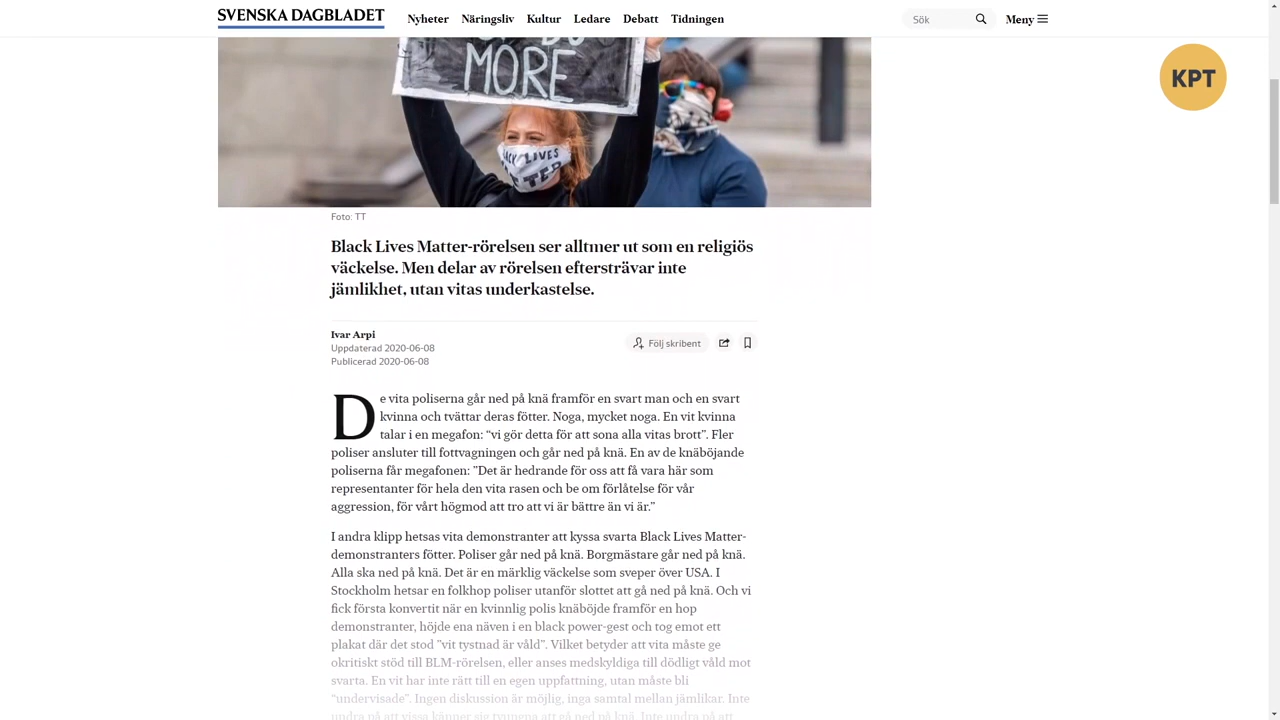 SVENSKA DAGBLADET
Nyheter Näringsliv Kultur Ledare Debatt Tidningen
Sök
Meny
KPT
MORE
LIVES
Foto: TT
Black Lives Matter-rörelsen ser alltmer ut som en religiös
väckelse. Men delar av rörelsen eftersträvar inte
jämlikhet, utan vitas underkastelse.
Ivar Arpi
Uppdaterad 2020-06-08
Publicerad 2020-06-08
Följ skribent
De vita poliserna går ned på knä framför en svart man och en svart
kvinna och tvättar deras fötter. Noga, mycket noga. En vit kvinna
talar i en megafon: “vi gör detta för att sona alla vitas brott”. Fler
poliser ansluter till fottvagningen och går ned på knä. En av de knäböjande
poliserna får megafonen: ”Det är hedrande för oss att få vara här som
representanter för hela den vita rasen och be om förlåtelse för vår
aggression, för vårt högmod att tro att vi är bättre än vi är.”
I andra klipp hetsas vita demonstranter att kyssa svarta Black Lives Matter-
demonstranters fötter. Poliser går ned på knä. Borgmästare går ned på knä.
Alla ska ned på knä. Det är en märklig väckelse som sveper över USA. I
Stockholm hetsar en folkhop poliser utanför slottet att gå ned på knä. Och vi
fick första konvertit när en kvinnlig polis knäböjde framför en hop
demonstranter, höjde ena näven i en black power-gest och tog emot ett
plakat där det stod ”vit tystnad är våld”. Vilket betyder att vita måste ge
okritiskt stöd till BLM-rörelsen, eller anses medskyldiga till dödligt våld mot
svarta. En vit har inte rätt till en egen uppfattning, utan måste bli
“undervisade”. Ingen diskussion är möjlig, inga samtal mellan jämlikar. Inte
undra på att vissa känner sig tvungna att gå ned på knä. Inte undra på att